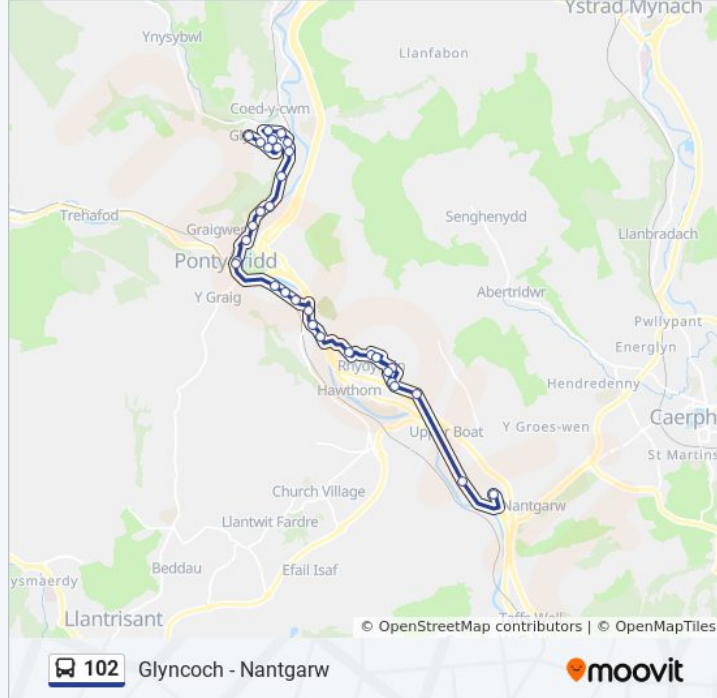 Ystrad Mynach
Ynysybwl
Llanfabon
Coed-y-cwm
Trehafod
Graigwen
Senghenydd
Llanbradach
Y Graig
Abertridwr
Pwllypant
Energlyn
Hawthorn
Hendredenny
Caerph
Upper Boat
Y Groes-wen
St Martins
Church Village
Nantgarw
Llantwit Fardre
Beddau
Efail Isaf
ysmaerdy
Llantrisant
© OpenStreetMap contributors | © OpenMapTiles
102 Glyncoch - Nantgarw
moovit